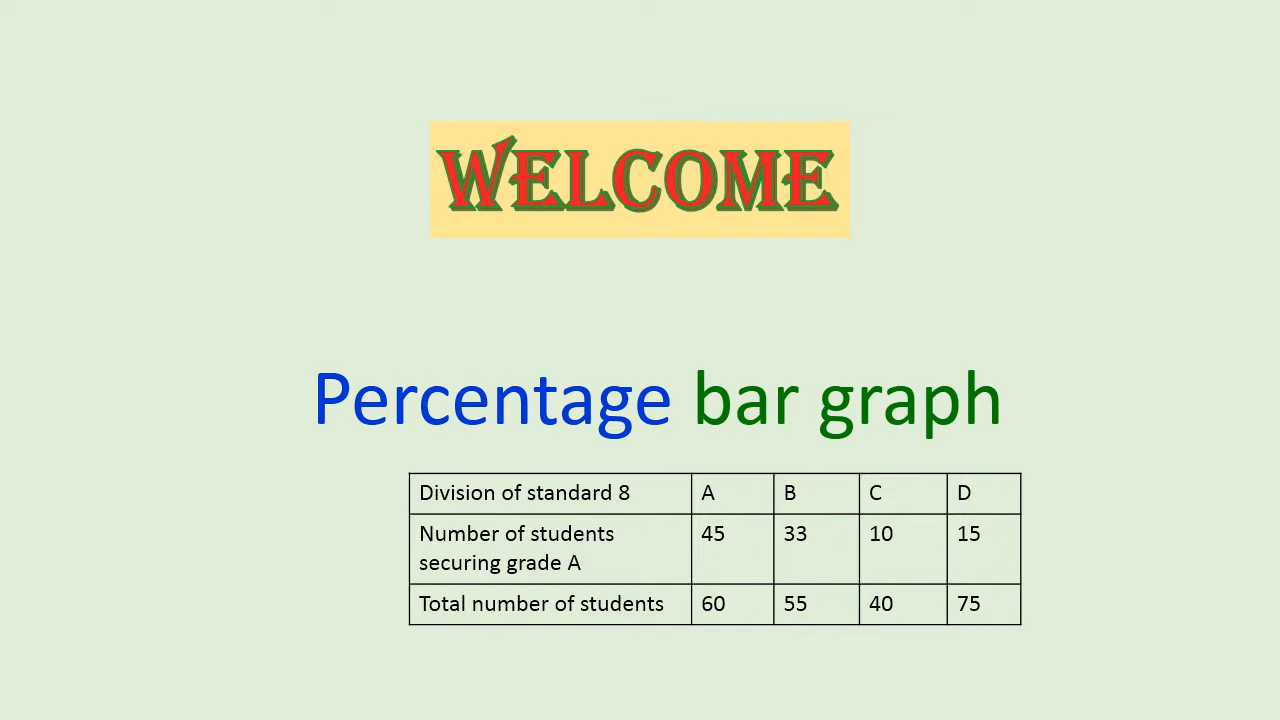 WELCOME
Percentage bar graph
Division of standard 8 A B C D
Number of students 45 33 10 15
securing grade A
Total number of students 60 55 40 75